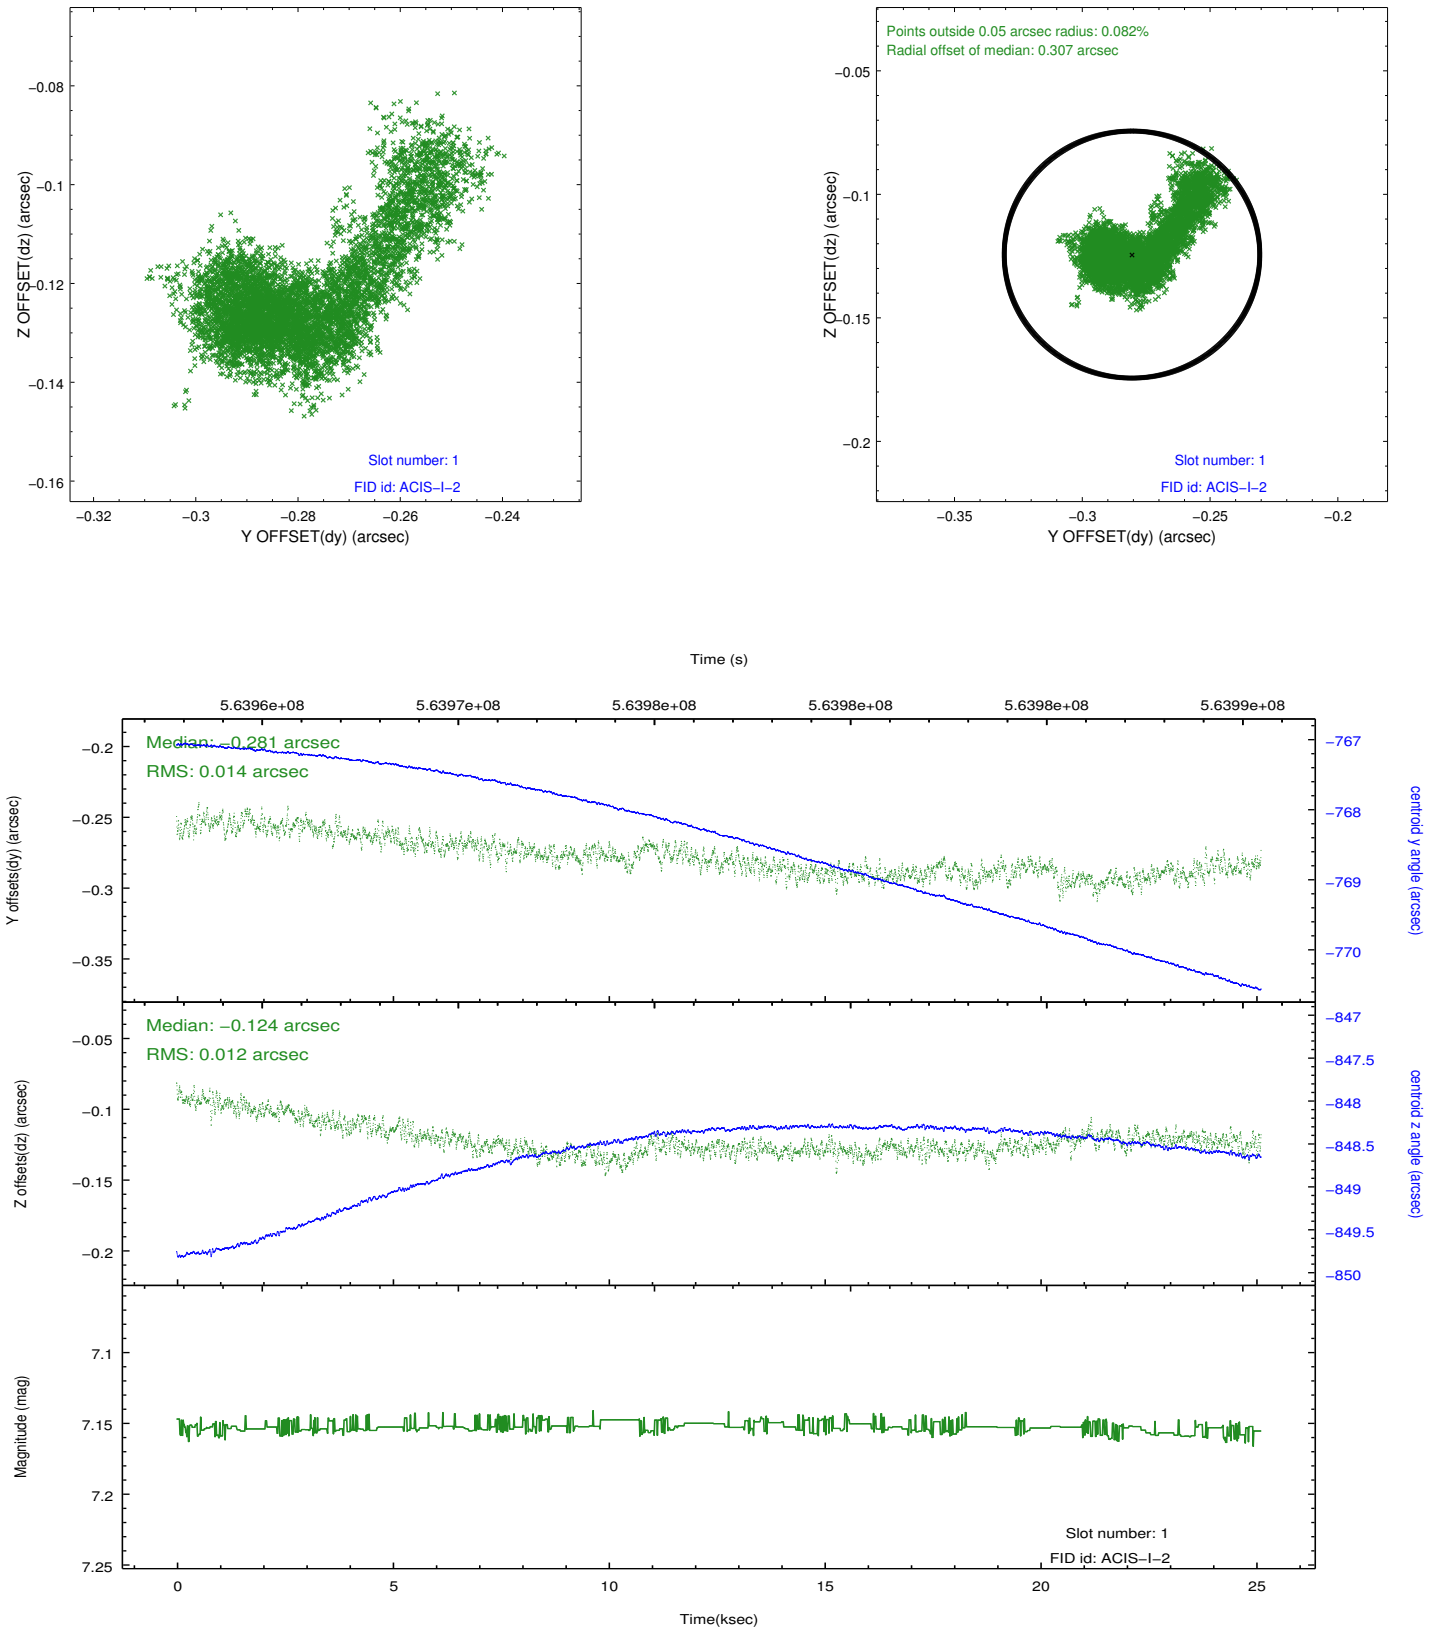 −0.08
−0.1
−0.12
−0.14
−0.16
Z OFFSET(dz) (arcsec)
Slot number: 1
FID id: ACIS−I−2
−0.32
−0.3
−0.28
−0.26
−0.24
Y OFFSET(dy) (arcsec)
Points outside 0.05 arcsec radius: 0.082%
Radial offset of median: 0.307 arcsec
−0.05
−0.1
−0.15
−0.2
Z OFFSET(dz) (arcsec)
Slot number: 1
FID id: ACIS−I−2
−0.35
−0.3
−0.25
−0.2
Y OFFSET(dy) (arcsec)
Time (s)
5.6396e+08
5.6397e+08
5.6398e+08
5.6398e+08
5.6398e+08
5.6399e+08
Median: −0.281 arcsec
RMS: 0.014 arcsec
−0.2
−0.25
−0.3
−0.35
Y offsets(dy) (arcsec)
−767
−768
−769
−770
centroid y angle (arcsec)
Median: −0.124 arcsec
RMS: 0.012 arcsec
−0.05
−0.1
−0.15
−0.2
Z offsets(dz) (arcsec)
−847
−847.5
−848
−848.5
−849
−849.5
−850
centroid z angle (arcsec)
7.1
7.15
7.2
7.25
Magnitude (mag)
Slot number: 1
FID id: ACIS−I−2
0
5
10
15
20
25
Time(ksec)